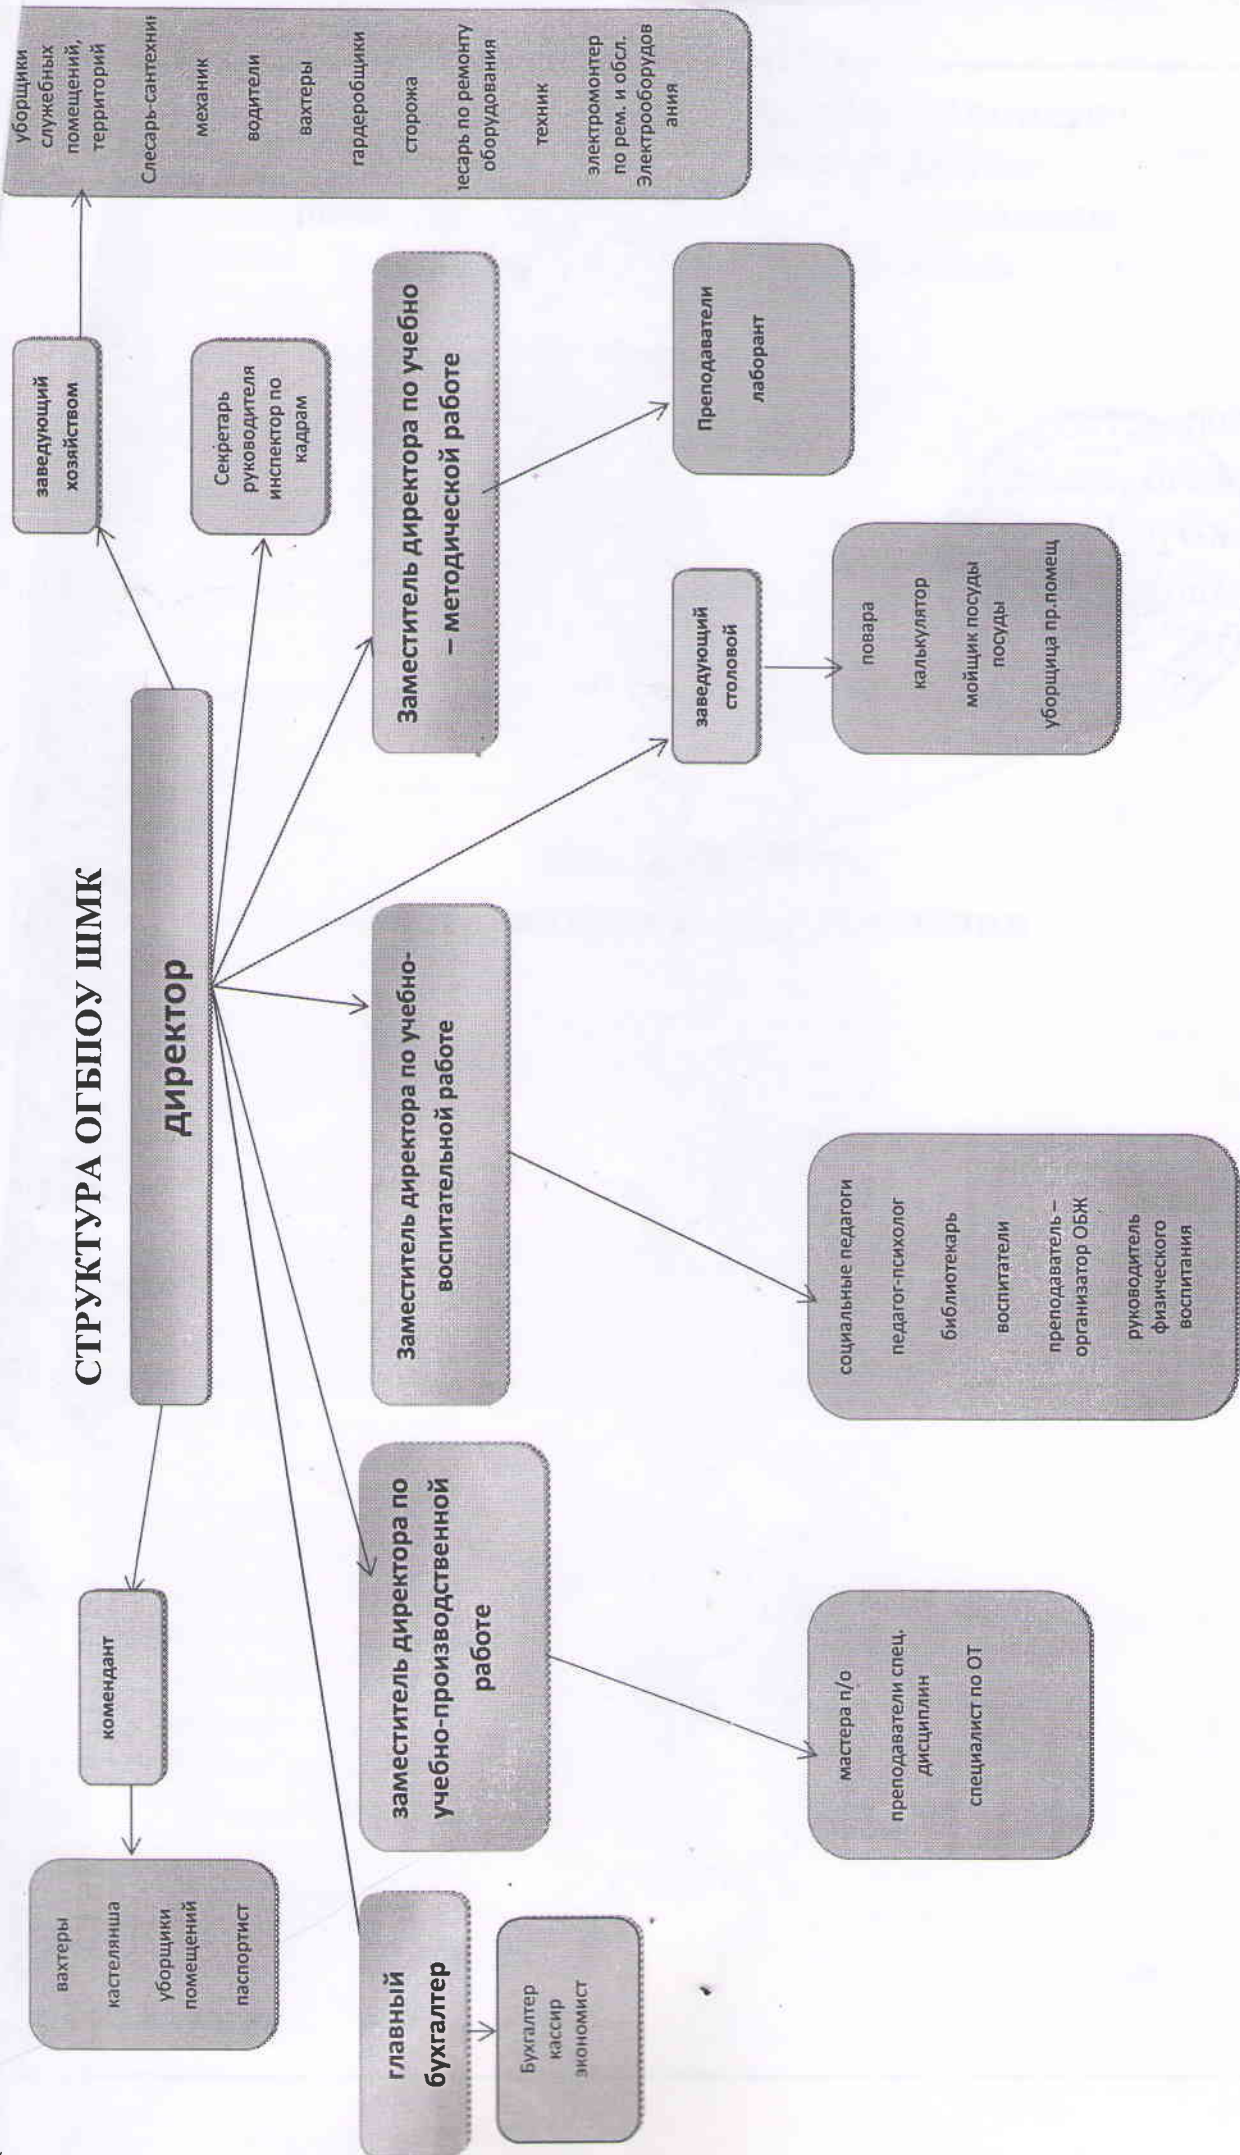 СТРУКТУРА ОГБПОУ ШМК
директор
комендант
вахтеры
кастелянша
уборщики
помещений
паспортист
заведующий
хозяйством
уборщики
служебных
помещений,
территорий
Слесарь-сантехник
механик
водители
вахтеры
гардеробщики
сторожа
лесарь по ремонту
оборудования
техник
электромонтер
по рем. и обсл.
Электрооборудов
ания
Секретарь
руководителя
инспектор по
кадрам
главный
бухгалтер
Бухгалтер
кассир
экономист
заместитель директора по
учебно-производственной
работе
мастера п/о
преподаватели спец.
дисциплин
специалист по ОТ
Заместитель директора по учебно-
воспитательной работе
социальные педагоги
педагог-психолог
библиотекарь
воспитатели
преподаватель –
организатор ОБЖ
руководитель
физического
воспитания
заведующий
столовой
повара
калькулятор
мойщик посуды
посуды
уборщица пр.помещ
Заместитель директора по учебно
– методической работе
Преподаватели
лаборант